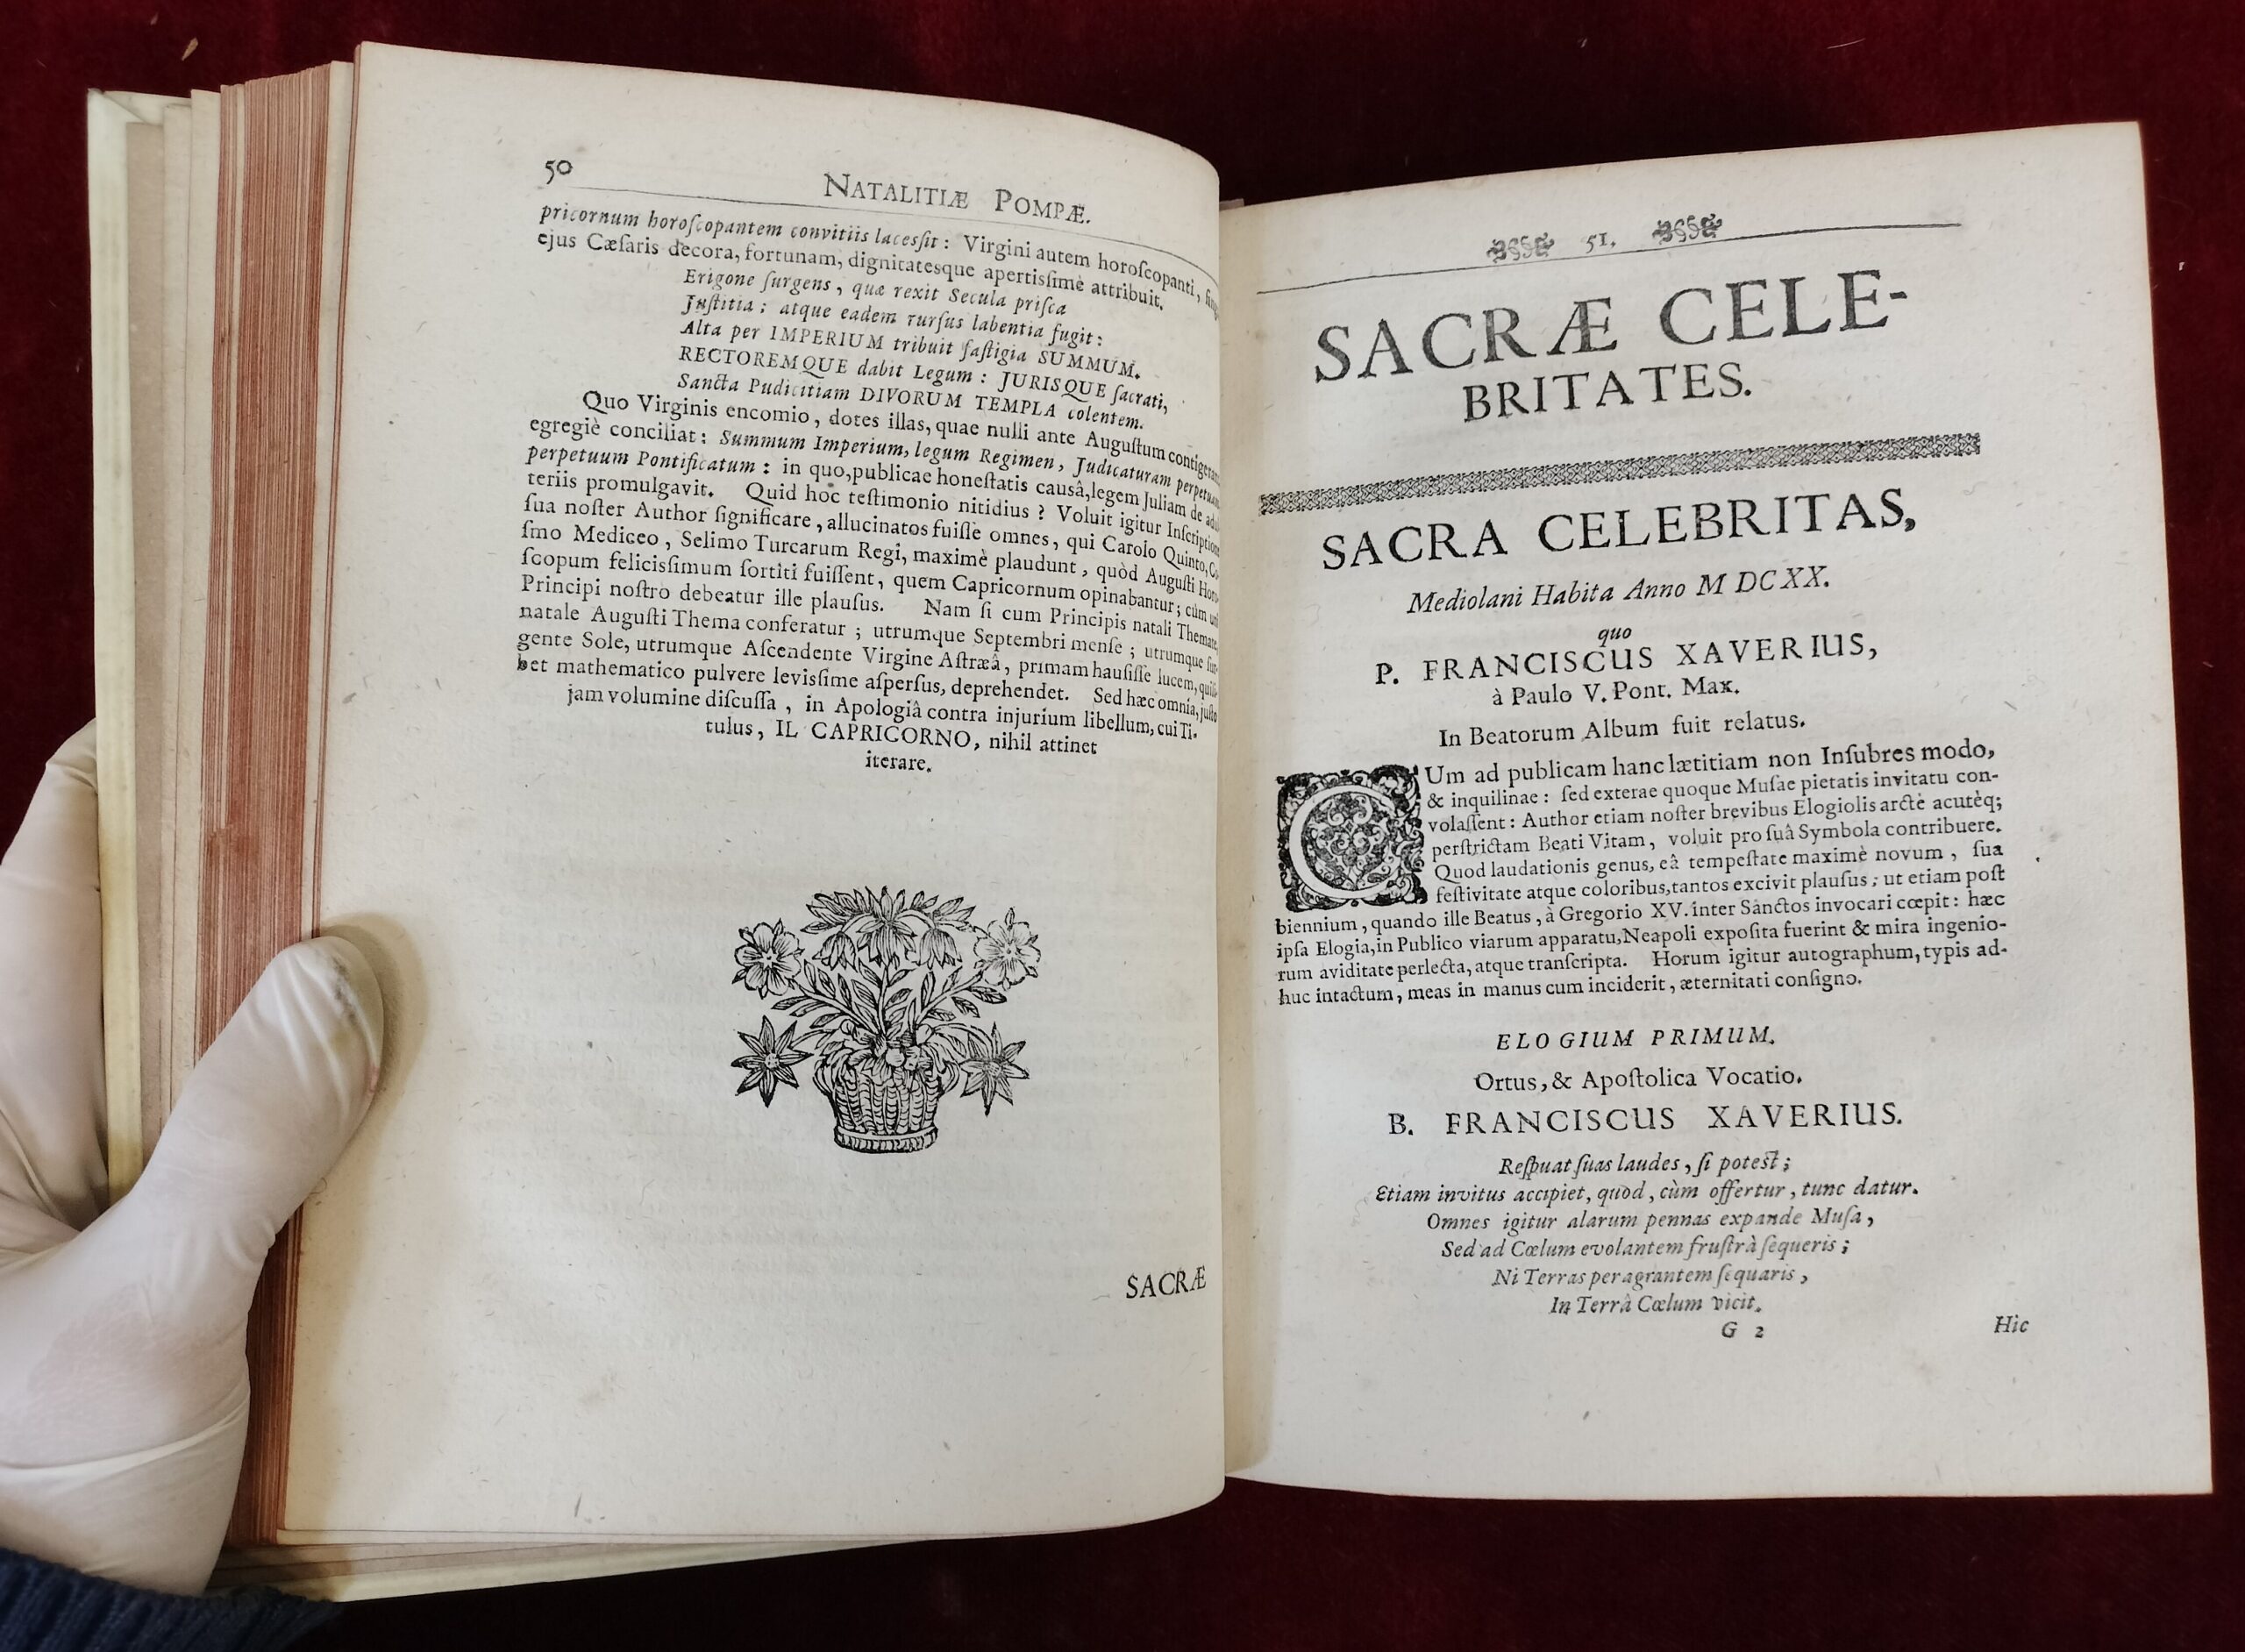 50
NATALITIÆ POMPÆ.
pricornum horoſcopantem convitiis laceſſit: Virgini autem horoſcopanti,
ejus Cæſaris decora, fortunam, dignitatesque apertiſſimè attribuit.
Erigone ſurgens, quæ rexit Secula priſca
Juſtitia; atque eadem rurſus labentia fugit:
Alta per IMPERIUM tribuit faſtigia SUMMUM.
RECTOREMQUE dabit Legum: JURISQUE ſacrati,
Sancta Pudicitiam DIVORUM TEMPLA colentem.
Quo Virginis encomio, dotes illas, quae nulli ante Auguſtum
egregiè conciliat: Summum Imperium, legum Regimen, Judicaturam
perpetuum Pontificatum: in quo, publicae honeſtatis causâ, legem Juliam de
teriis promulgavit. Quid hoc teſtimonio nitidius? Voluit igitur
ſua noſter Author ſignificare, allucinatos fuiſſe omnes, qui Carolo Quinto,
ſmo Mediceo, Selimo Turcarum Regi, maximè plaudunt, quòd Auguſti
ſcopum feliciſſimum ſortiti fuiſſent, quem Capricornum opinabantur; cùm
Principi noſtro debeatur ille plauſus. Nam ſi cum Principis natali
natale Auguſti Thema conferatur; utrumque Septembri menſe; utrumque ſur-
gente Sole, utrumque Aſcendente Virgine Aſtræâ, primam hauſiſſe lucem,
bet mathematico pulvere leviſſime aſperſus, deprehendet. Sed hæc omnia,
jam volumine diſcuſſa, in Apologiâ contra injurium libellum, cui Ti-
tulus, IL CAPRICORNO, nihil attinet
iterare.
SACRÆ
51.
SACRÆ CELE-
BRITATES.
SACRA CELEBRITAS,
Mediolani Habita Anno M DCXX.
quo
P. FRANCISCUS XAVERIUS,
à Paulo V. Pont. Max.
In Beatorum Album fuit relatus.
CUm ad publicam hanc lætitiam non Inſubres modo,
& inquilinae: ſed exterae quoque Muſae pietatis invitatu con-
volaſſent: Author etiam noſter brevibus Elogiolis arctè acutèq;
perſtrictam Beati Vitam, voluit pro ſuâ Symbola contribuere.
Quod laudationis genus, eâ tempeſtate maximè novum, ſua
feſtivitate atque coloribus, tantos excivit plauſus; ut etiam poſt
biennium, quando ille Beatus, à Gregorio XV. inter Sanctos invocari cœpit: hæc
ipſa Elogia, in Publico viarum apparatu, Neapoli expoſita fuerint & mira ingenio-
rum aviditate perlecta, atque tranſcripta. Horum igitur autographum, typis ad-
huc intactum, meas in manus cum inciderit, æternitati conſigno.
ELOGIUM PRIMUM.
Ortus, & Apoſtolica Vocatio.
B. FRANCISCUS XAVERIUS.
Reſpuat ſuas laudes, ſi poteſt;
Etiam invitus accipiet, quod, cùm offertur, tunc datur.
Omnes igitur alarum pennas expande Muſa,
Sed ad Cœlum evolantem fruſtrà ſequeris;
Ni Terras peragrantem ſequaris,
In Terrâ Cœlum vicit.
G 2
Hic